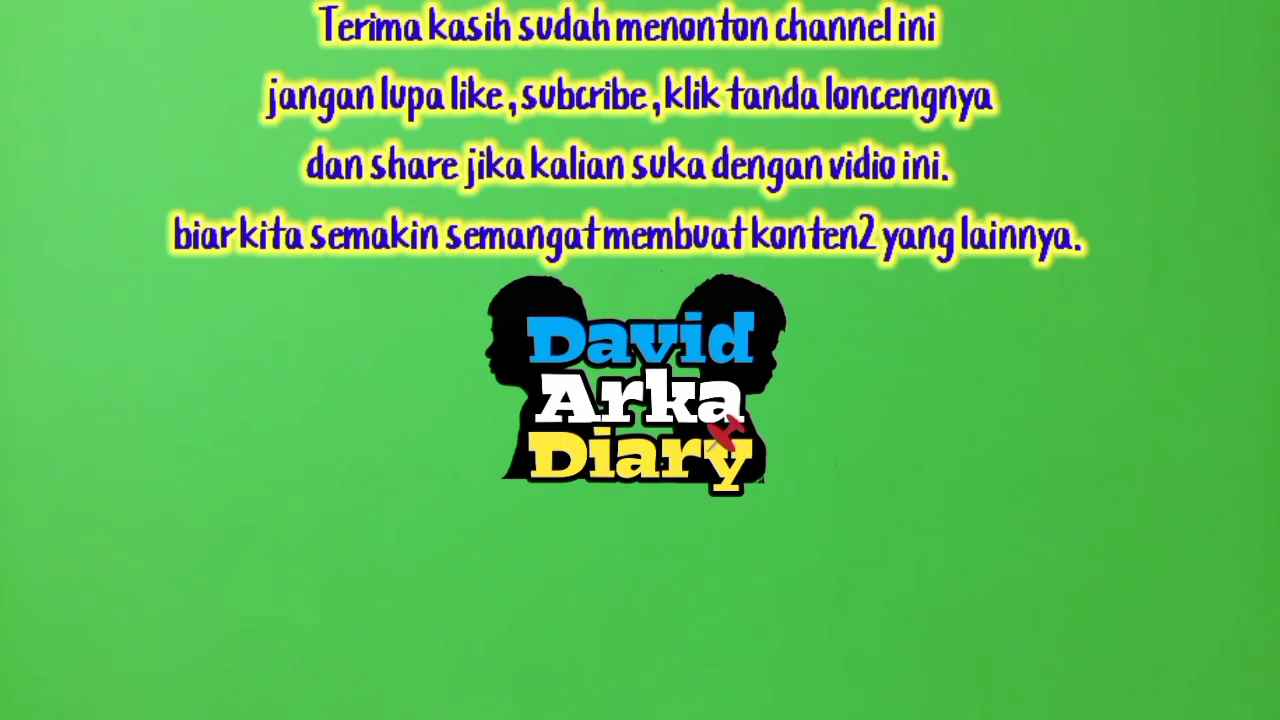 Terima kasih sudah menonton channel ini
jangan lupa like, subcribe, klik tanda loncengnya
dan share jika kalian suka dengan vidio ini.
biar kita semakin semangat membuat konten2 yang lainnya.
David
Arka
Diary